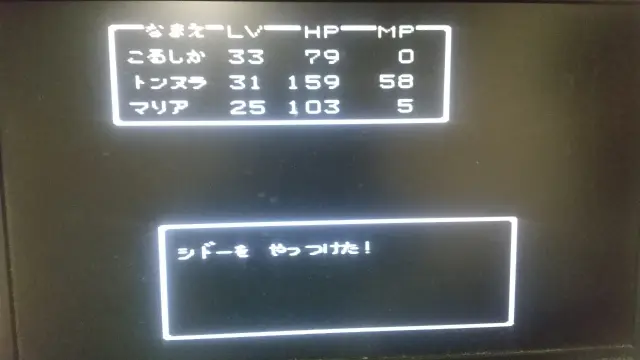 なまえ LV HP MP
こるしか 33 79 0
トンヌラ 31 159 58
マリア 25 103 5
シドーを やっつけた!